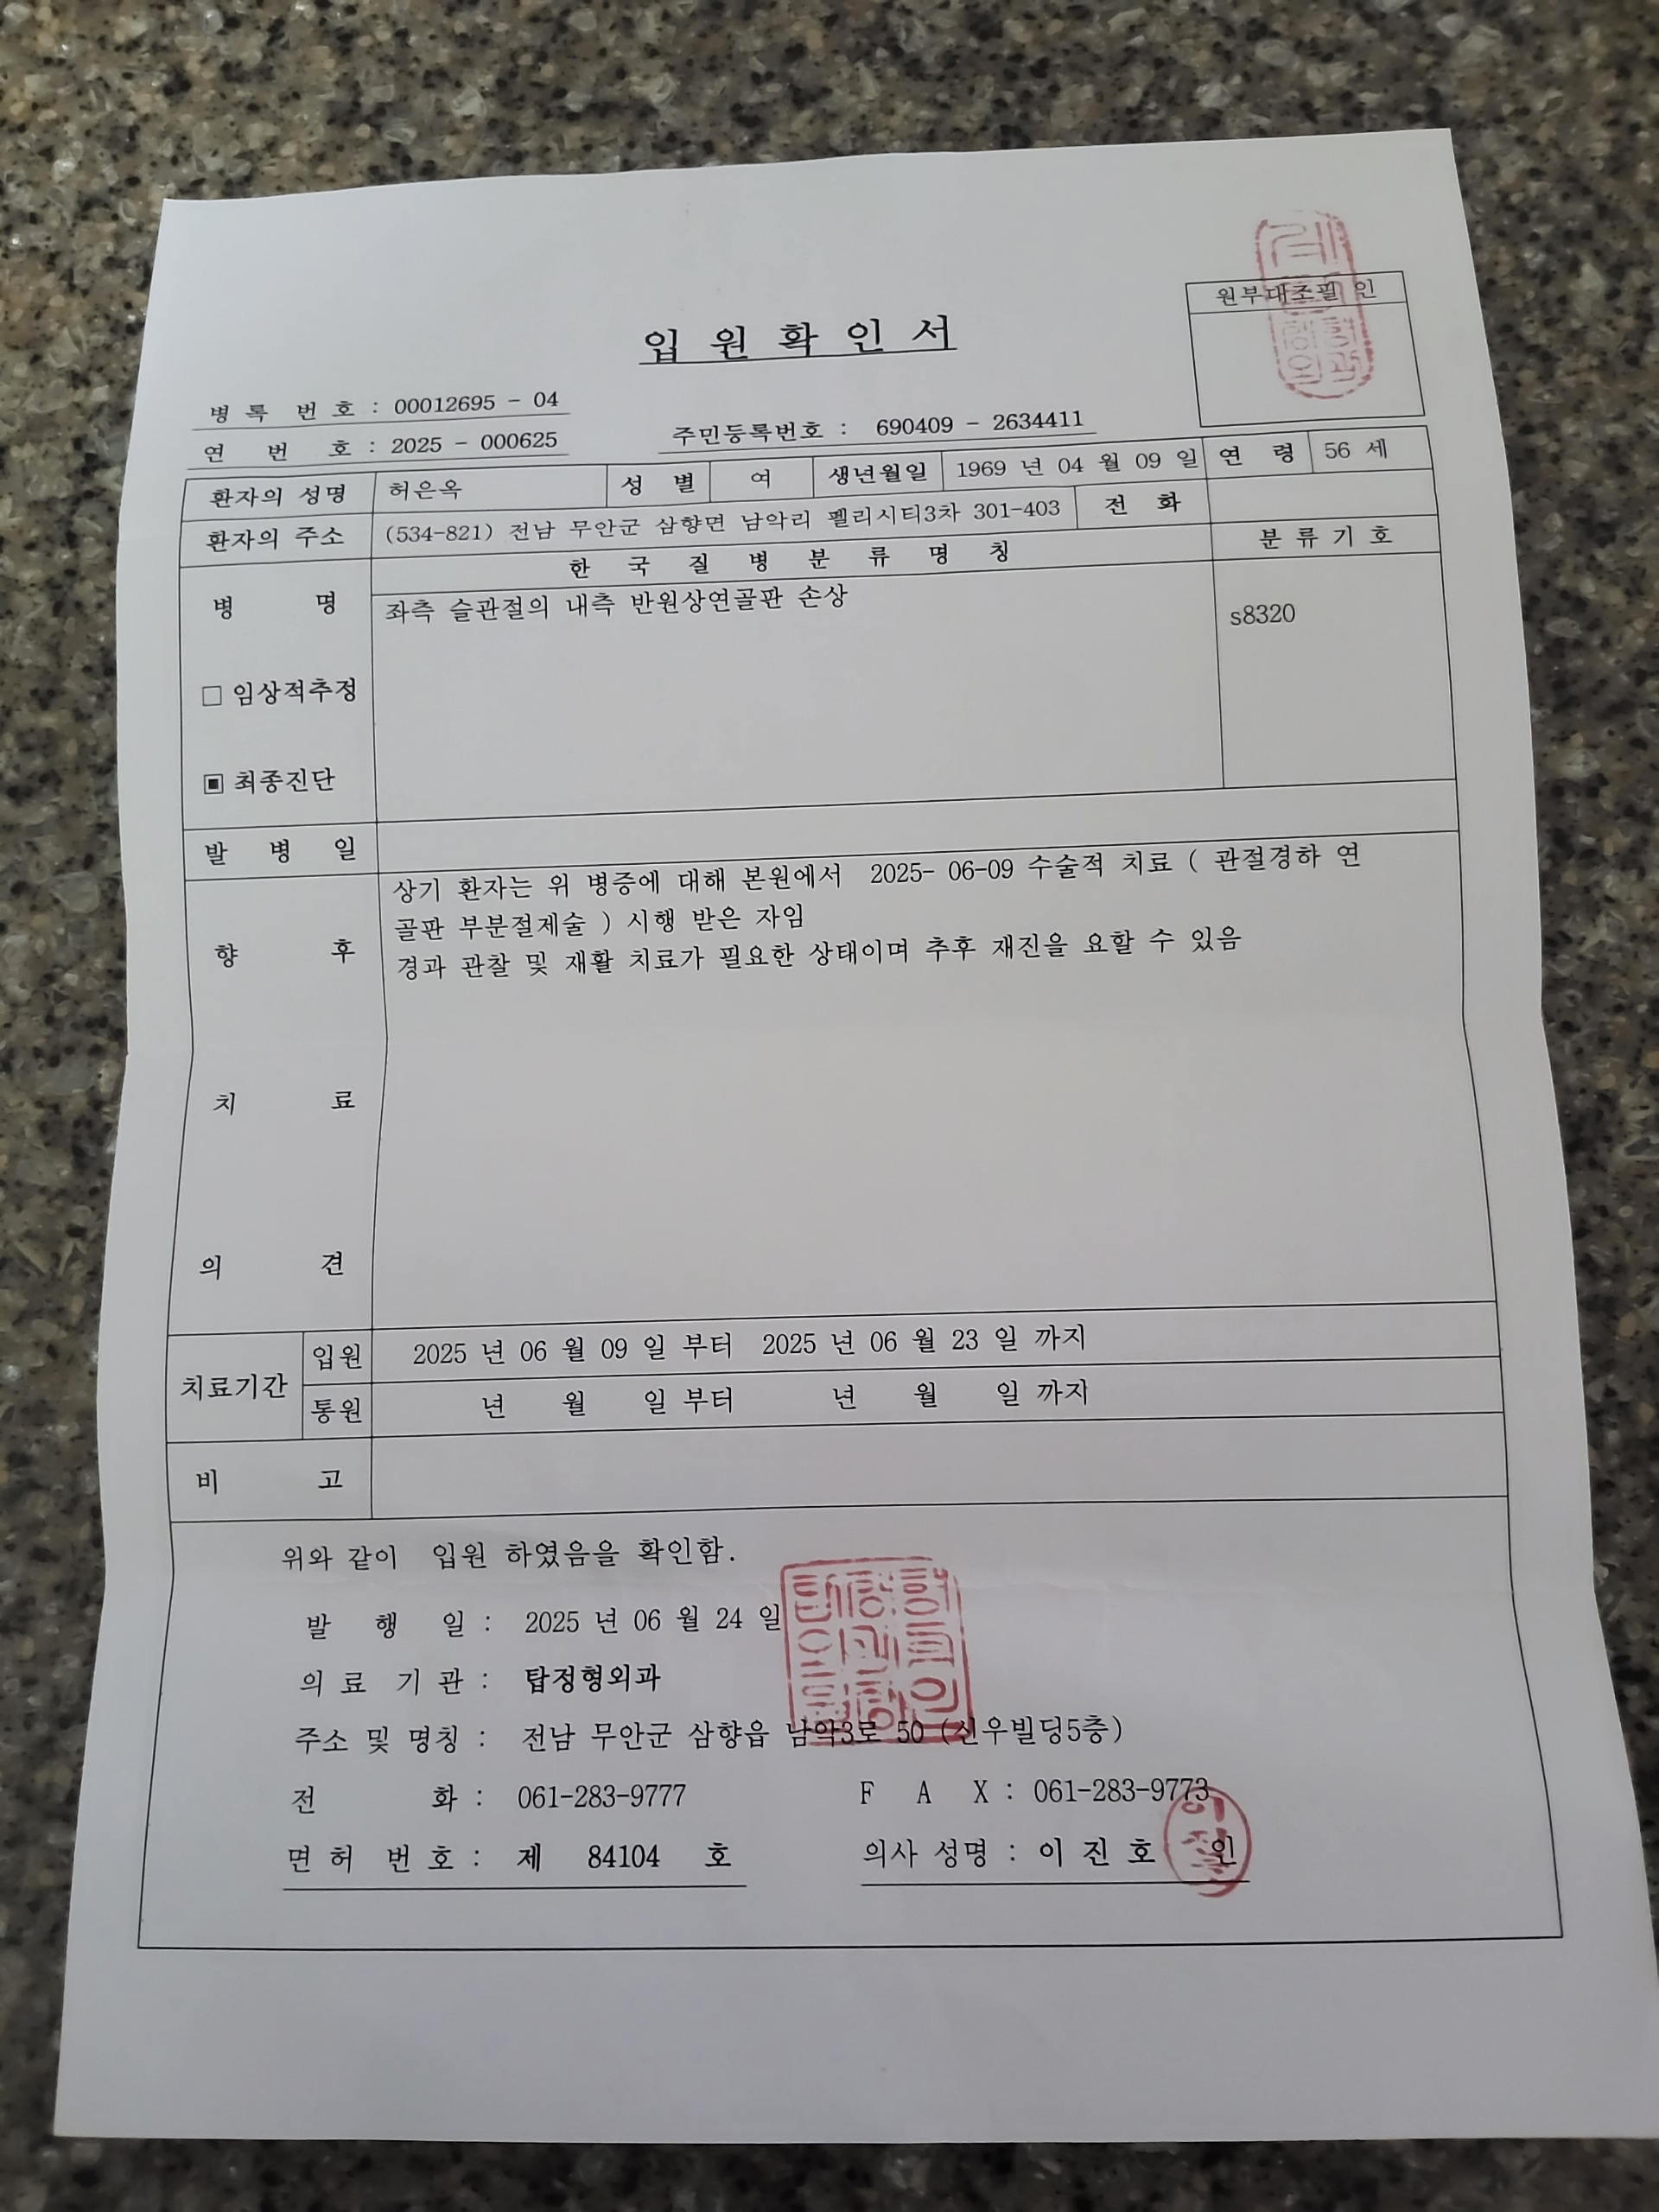 원부대조필 인
입 원 확 인 서
병 록 번 호 : 00012695 - 04
연 번 호 : 2025 - 000625
주민등록번호 : 690409 - 2634411
환자의 성명 허은옥 성 별 여 생년월일 1969 년 04 월 09 일 연 령 56 세
환자의 주소 (534-821) 전남 무안군 삼향면 남악리 펠리시티3차 301-403 전 화
병 명 한 국 질 병 분 류 명 칭 분 류 기 호
좌측 슬관절의 내측 반원상연골판 손상 s8320
□ 임상적추정
▣ 최종진단
발 병 일
향 후 치 료 의 견
상기 환자는 위 병증에 대해 본원에서 2025- 06-09 수술적 치료 ( 관절경하 연
골판 부분절제술 ) 시행 받은 자임
경과 관찰 및 재활 치료가 필요한 상태이며 추후 재진을 요할 수 있음
치료기간
입원 2025 년 06 월 09 일 부터 2025 년 06 월 23 일 까지
통원 년 월 일 부터 년 월 일 까지
비 고
위와 같이 입원 하였음을 확인함.
발 행 일 : 2025 년 06 월 24 일
의 료 기 관 : 탑정형외과
주소 및 명칭 : 전남 무안군 삼향읍 남악3로 50 (신우빌딩5층)
전 화 : 061-283-9777 F A X : 061-283-9773
면 허 번 호 : 제 84104 호 의사 성명 : 이 진 호 인